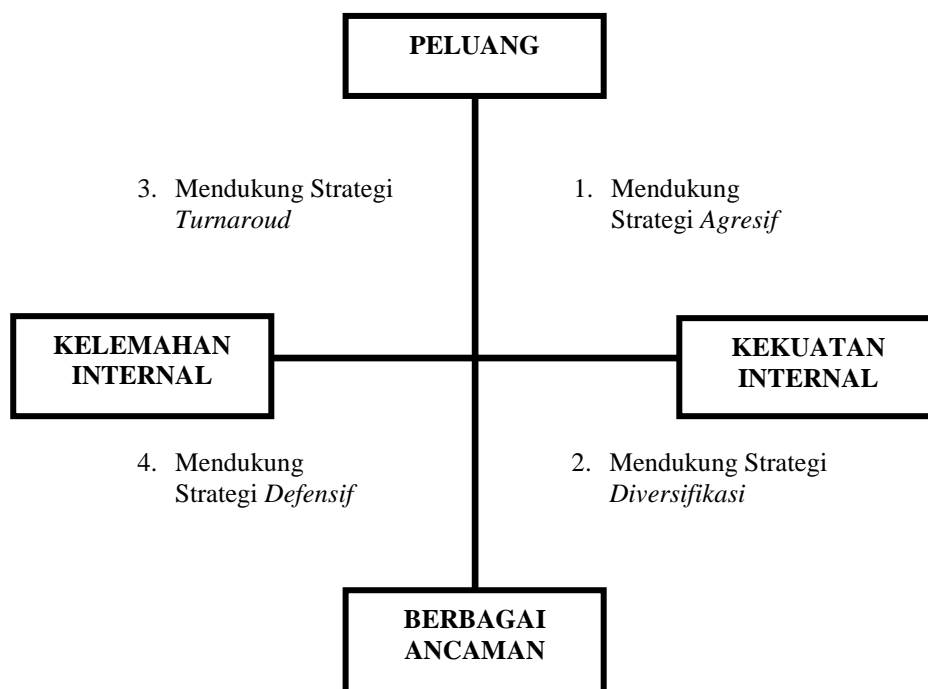 PELUANG
3. Mendukung Strategi
Turnaroud
1. Mendukung
Strategi Agresif
KELEMAHAN
INTERNAL
KEKUATAN
INTERNAL
4. Mendukung
Strategi Defensif
2. Mendukung Strategi
Diversifikasi
BERBAGAI
ANCAMAN